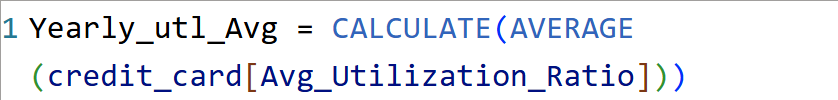 1 Yearly_utl_Avg = CALCULATE(AVERAGE
(credit_card[Avg_Utilization_Ratio]))